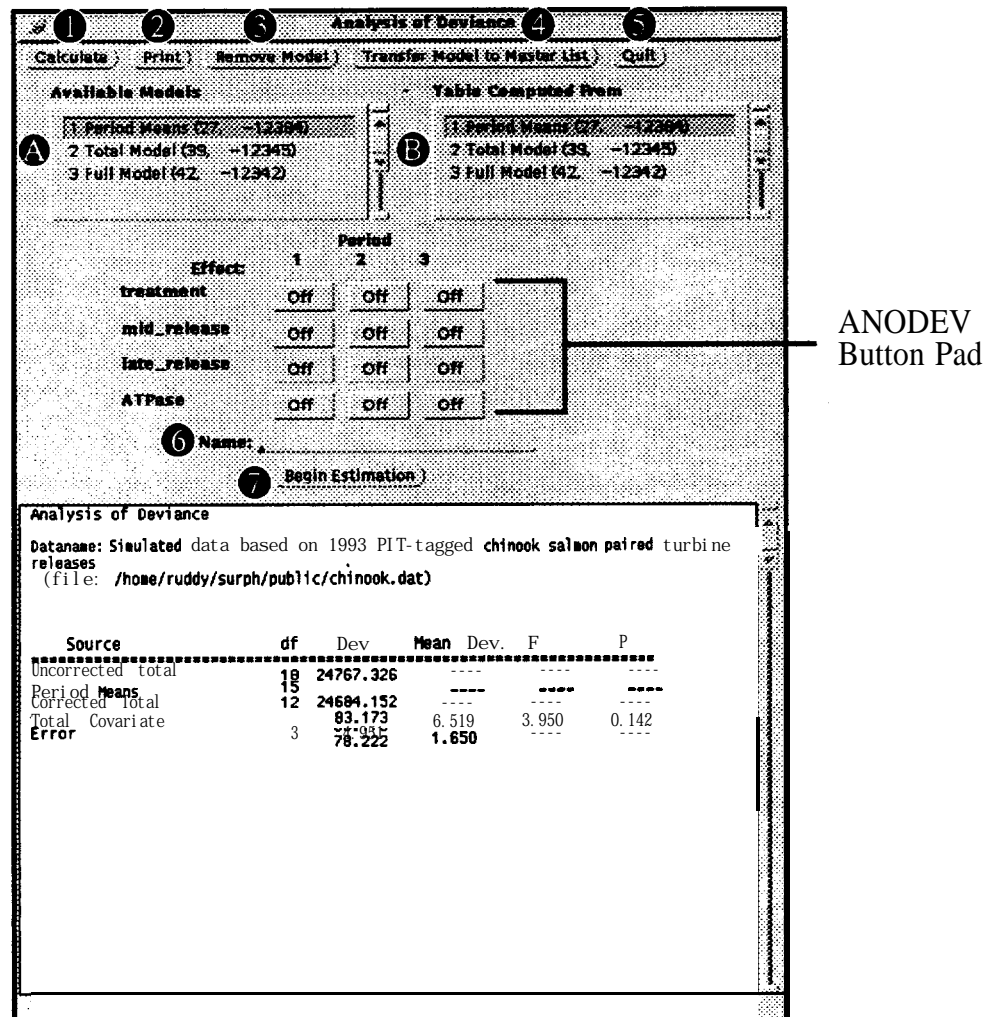 1 2 3 Analysis of Deviance 4 5
Calculate Print Remove Model Transfer Model to Master List Quit
Available Models Table Computed From
A B
1 Period Means (27, -12384) 1 Period Means (27, -12384)
2 Total Model (39, -12345) 2 Total Model (39, -12345)
3 Full Model (42, -12342) 3 Full Model (42, -12342)
Period
Effect: 1 2 3
treatment Off Off Off
mid_release Off Off Off
late_release Off Off Off
ATPase Off Off Off
ANODEV
Button Pad
6 Name:
7 Begin Estimation
Analysis of Deviance
Dataname: Simulated data based on 1993 PIT-tagged chinook salmon paired turbine
releases
(file: /home/ruddy/surph/public/chinook.dat)
Source df Dev Mean Dev. F P
Uncorrected total 18 24767.326 ---- ---- ----
Period Means 15 ---- ---- ----
Corrected Total 12 24684.152 ---- ---- ----
Total Covariate 83.173 6.519 3.950 0.142
Error 3 78.222 1.650 ---- ----